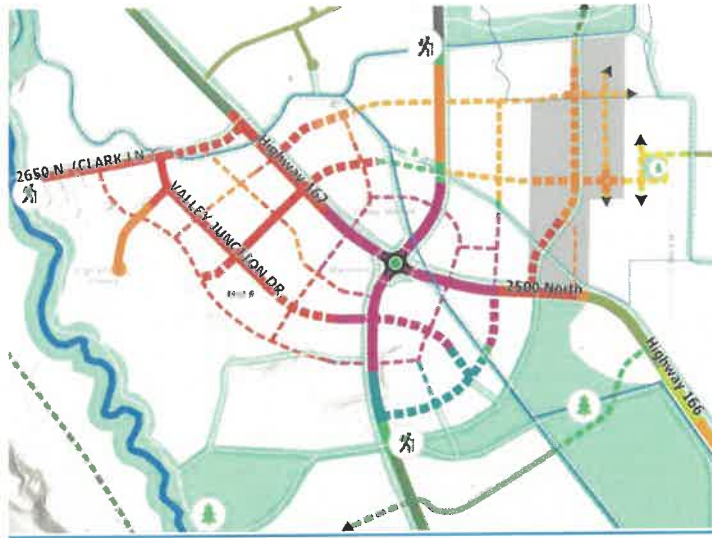 2650 N (CLARK LN
Highway 162
VALLEY JUNCTION DR.
2500 North
Highway 166